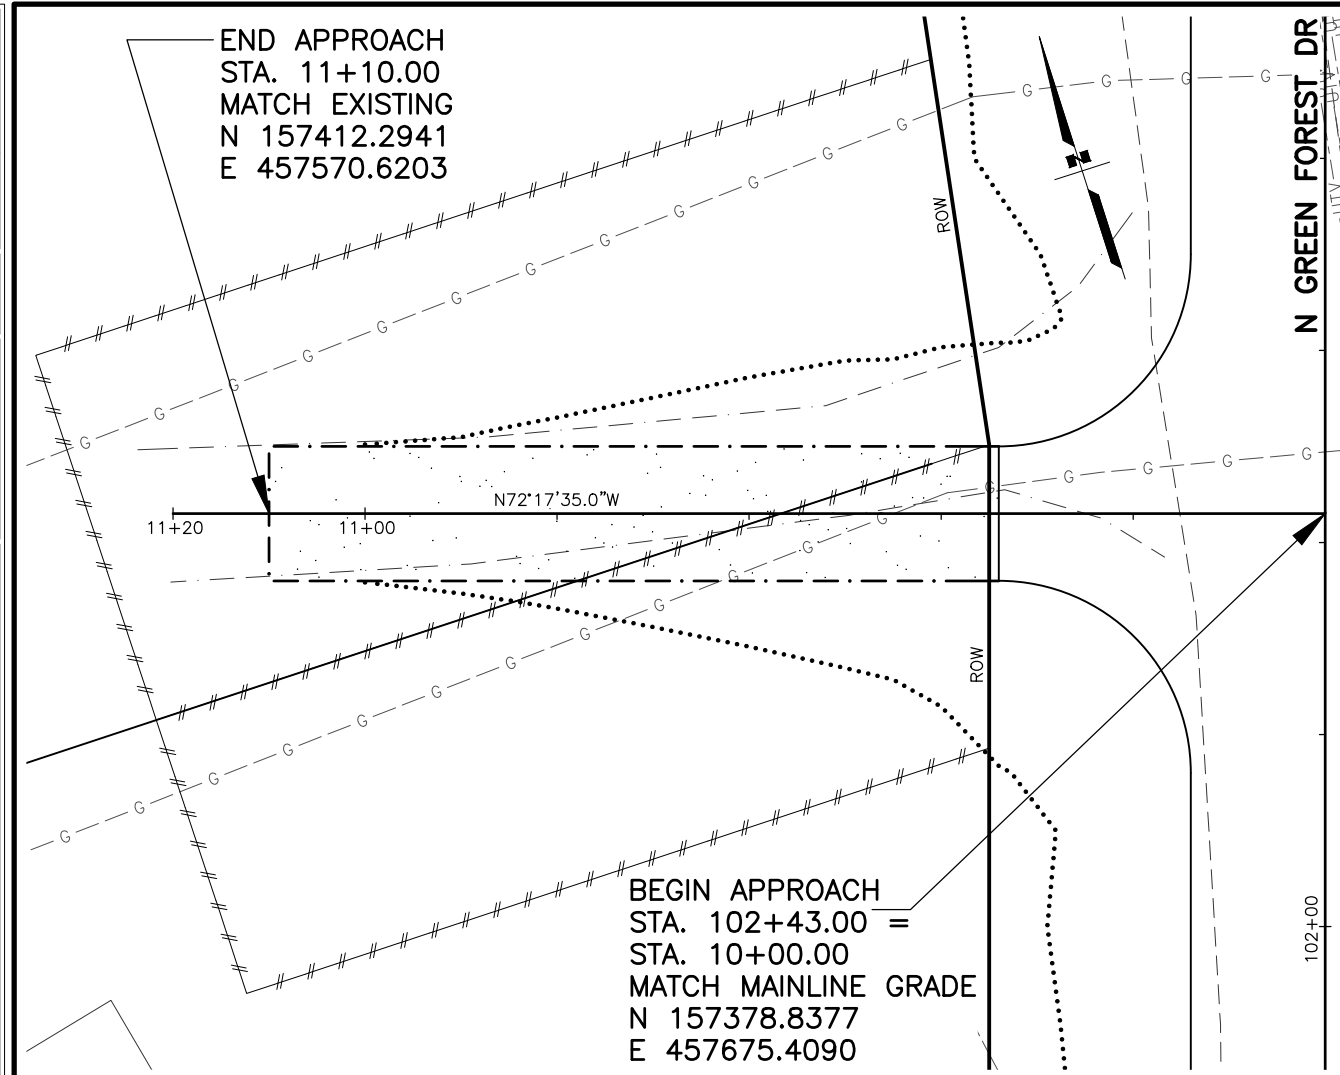 END APPROACH
STA. 11+10.00
MATCH EXISTING
N 157412.2941
E 457570.6203
N GREEN FOREST DR
N
ROW
G G G G G G G G G G G G G G
N72°17'35.0"W
11+20
11+00
G G G G G G G G G G G G G G G G G
ROW
BEGIN APPROACH
STA. 102+43.00 =
STA. 10+00.00
MATCH MAINLINE GRADE
N 157378.8377
E 457675.4090
102+00